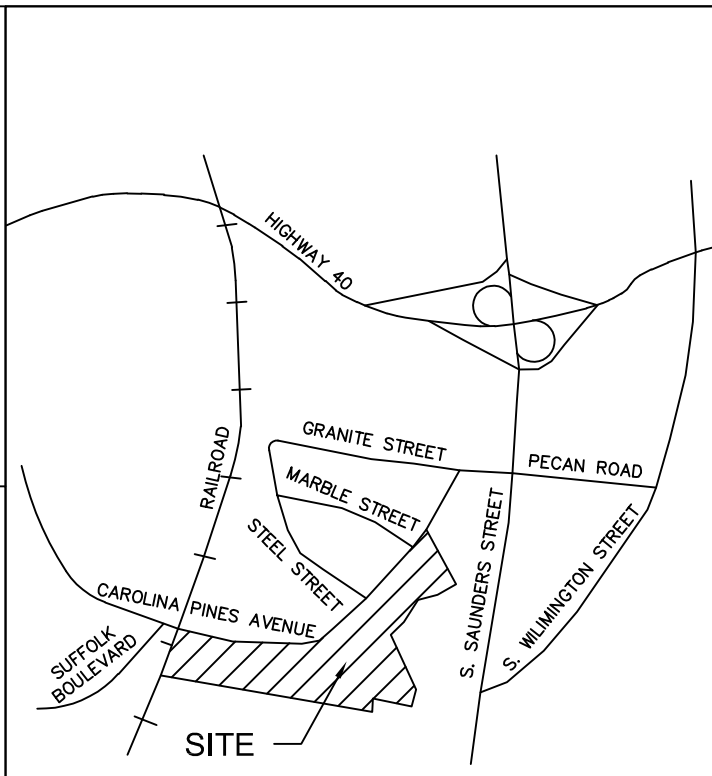 HIGHWAY 40
GRANITE STREET
PECAN ROAD
RAILROAD
MARBLE STREET
STEEL STREET
S. SAUNDERS STREET
S. WILIMINGTON STREET
CAROLINA PINES AVENUE
SUFFOLK
BOULEVARD
SITE